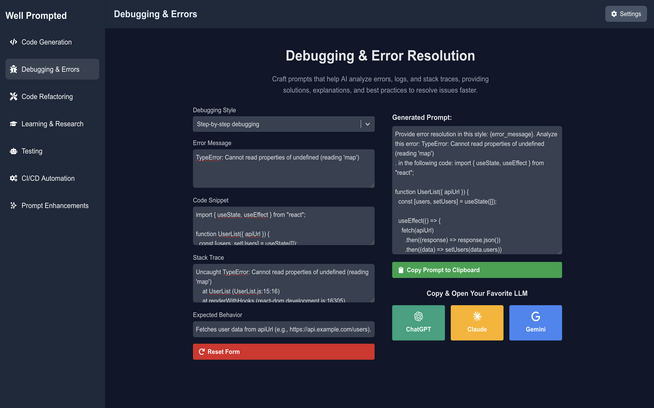 Well Prompted
Debugging & Errors
Settings
Code Generation
Debugging & Errors
Code Refactoring
Learning & Research
Testing
CI/CD Automation
Prompt Enhancements
Debugging & Error Resolution
Craft prompts that help AI analyze errors, logs, and stack traces, providing
solutions, explanations, and best practices to resolve issues faster.
Debugging Style
Step-by-step debugging
Error Message
TypeError: Cannot read properties of undefined (reading 'map')
Code Snippet
import { useState, useEffect } from "react";
function UserList({ apiUrl }) {
const [users, setUsers] = useState([]);
Stack Trace
Uncaught TypeError: Cannot read properties of undefined (reading
'map')
at UserList (UserList.js:15:16)
at renderWithHooks (react-dom.development.js:16305)
Expected Behavior
Fetches user data from apiUrl (e.g., https://api.example.com/users).
Reset Form
Generated Prompt:
Provide error resolution in this style: {error_message}. Analyze
this error: TypeError: Cannot read properties of undefined
(reading 'map')
. in the following code: import { useState, useEffect } from
"react";
function UserList({ apiUrl }) {
const [users, setUsers] = useState([]);
useEffect(() => {
fetch(apiUrl)
.then((response) => response.json())
.then((data) => setUsers(data.users))
Copy Prompt to Clipboard
Copy & Open Your Favorite LLM
ChatGPT
Claude
Gemini